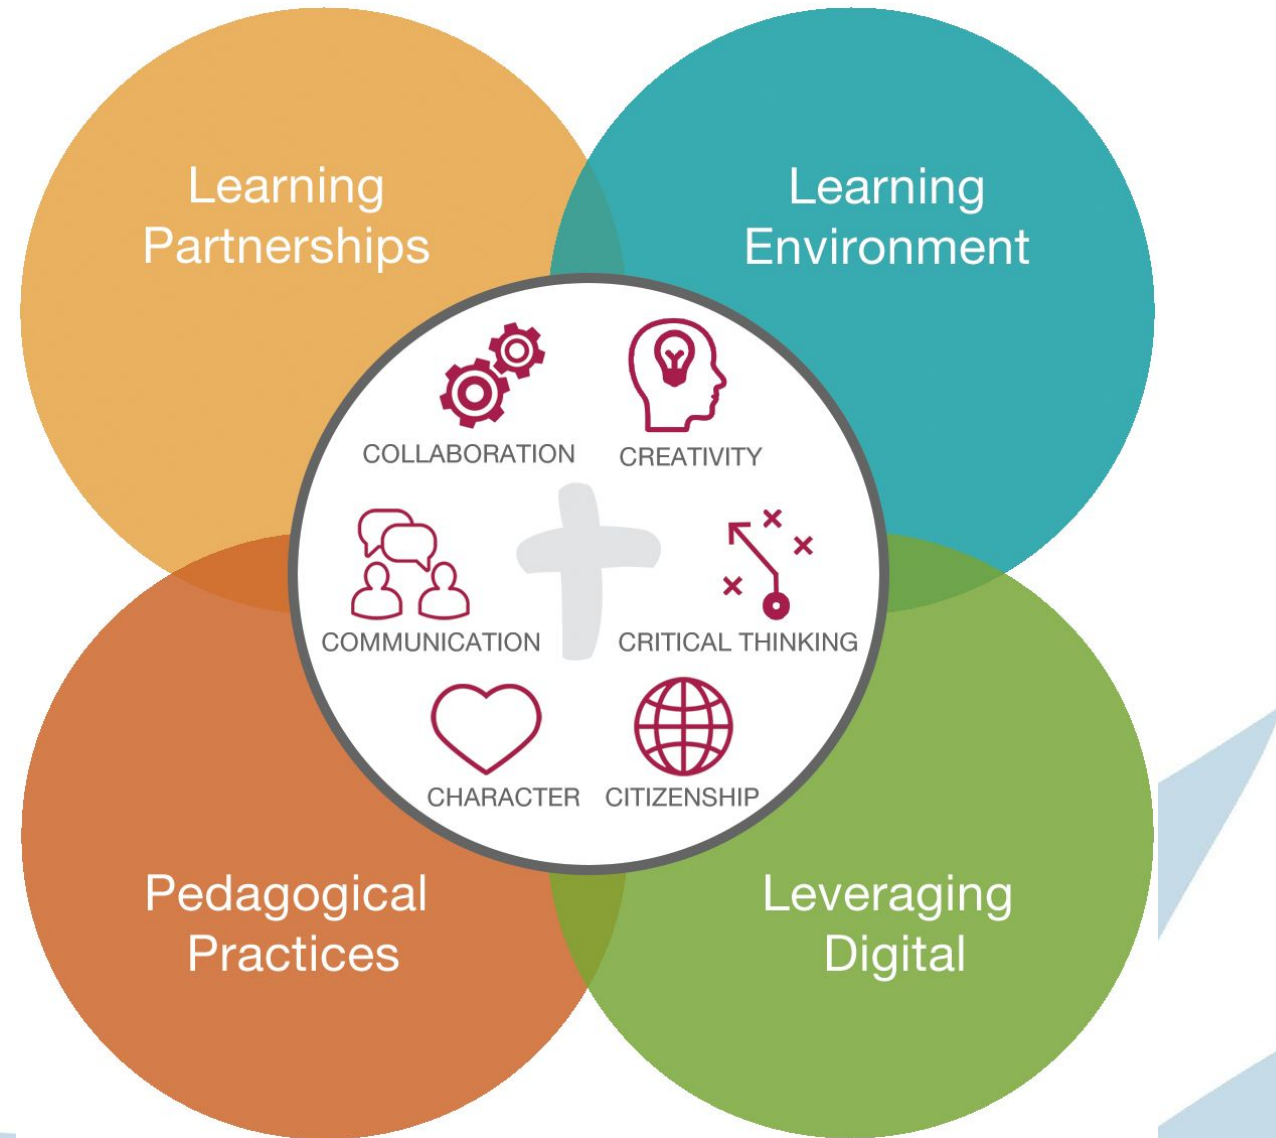 Learning
Partnerships
Learning
Environment
COLLABORATION
CREATIVITY
COMMUNICATION
CRITICAL THINKING
CHARACTER
CITIZENSHIP
Pedagogical
Practices
Leveraging
Digital